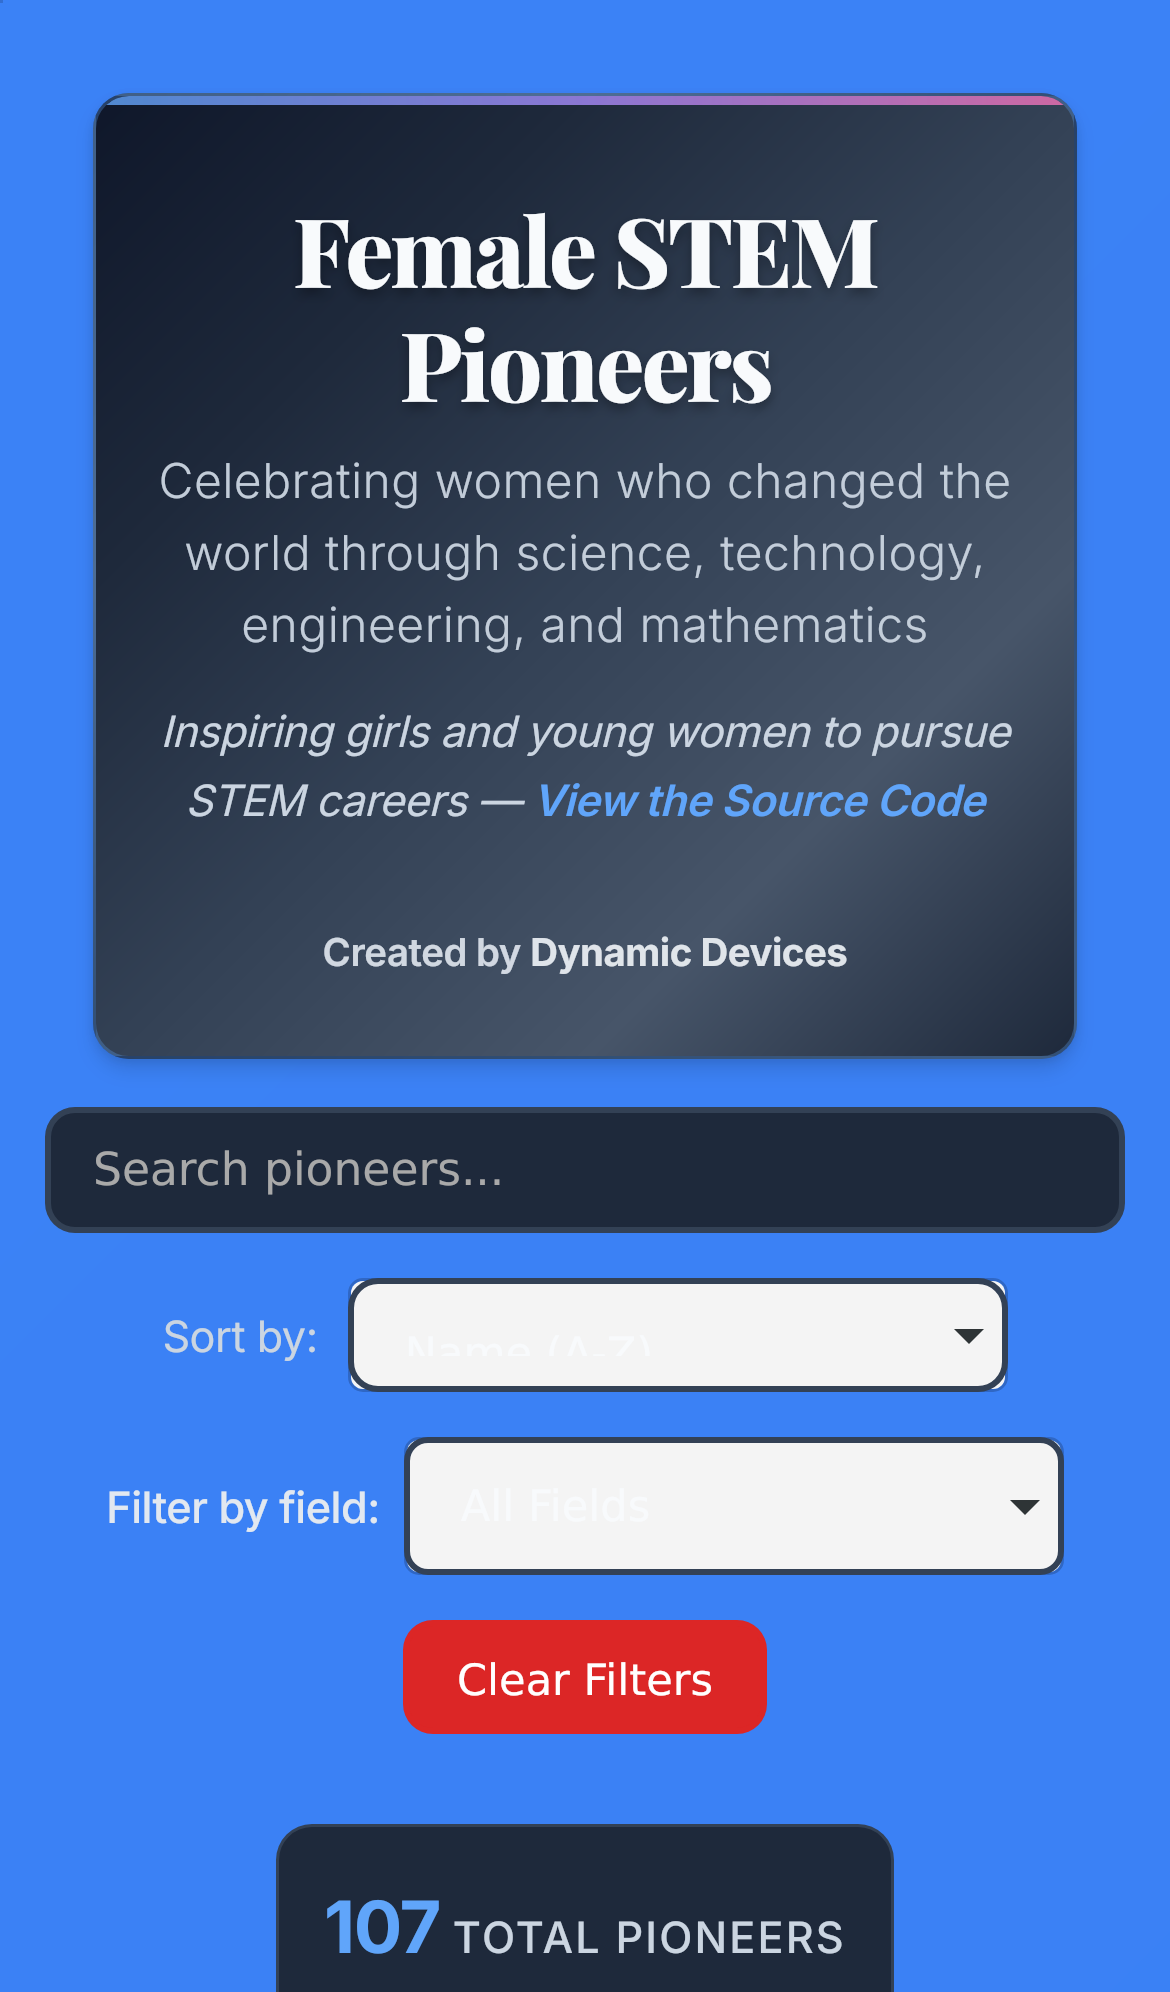 Female STEM
Pioneers
Celebrating women who changed the
world through science, technology,
engineering, and mathematics
Inspiring girls and young women to pursue
STEM careers — View the Source Code
Created by Dynamic Devices
Search pioneers...
Sort by: Name (A-Z)
Filter by field: All Fields
Clear Filters
107 TOTAL PIONEERS